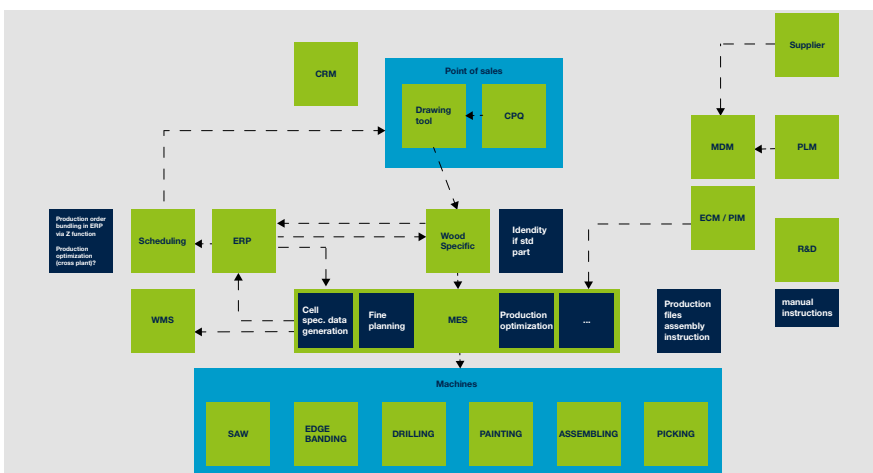 Supplier
CRM
Point of sales
Drawing
tool
CPQ
MDM
PLM
ECM / PIM
Production order
bundling in ERP
via Z function
Production
optimization
(cross plant)?
Scheduling
ERP
Wood
Specific
Idendity
if std
part
R&D
WMS
Cell
spec. data
generation
Fine
planning
MES
Production
optimization
...
Production
files
assembly
instruction
manual
instructions
Machines
SAW
EDGE
BANDING
DRILLING
PAINTING
ASSEMBLING
PICKING